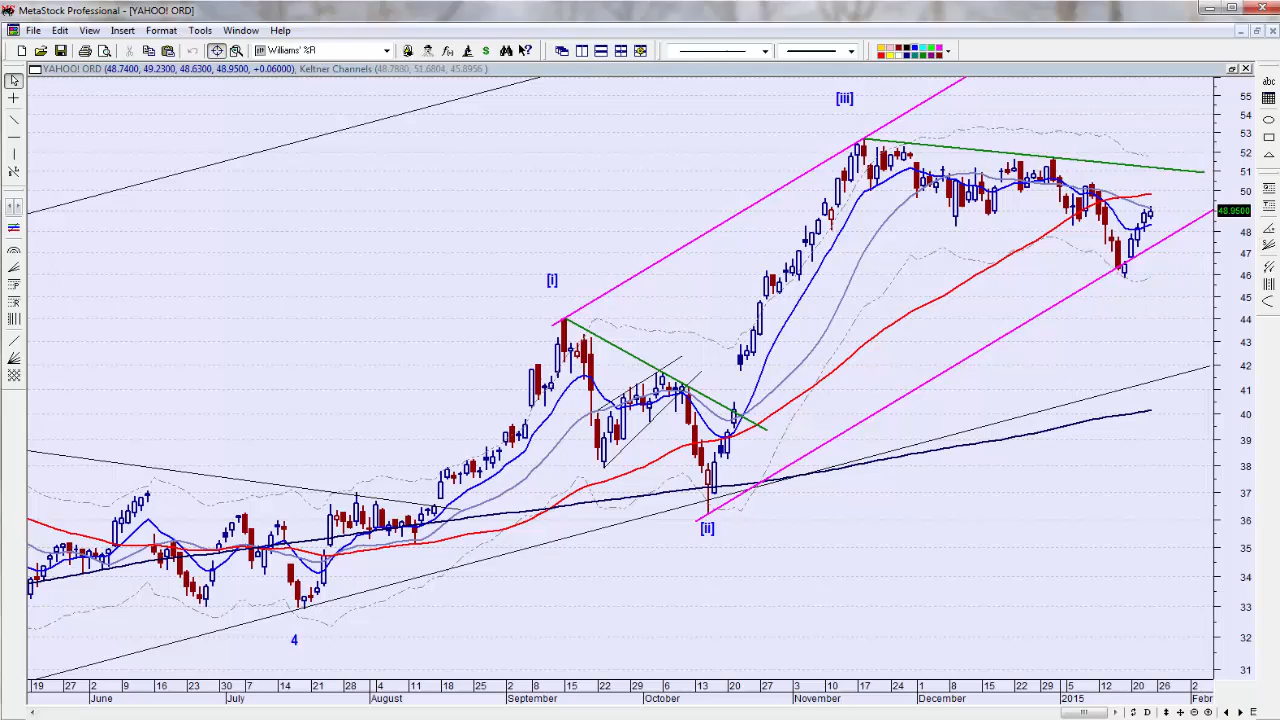 MetaStock Professional - [YAHOO! ORD]
File Edit View Insert Format Tools Window Help
Williams' %R
YAHOO! ORD (48.7400, 49.2300, 48.6300, 48.9500, +0.06000), Keltner Channels (48.7880, 51.6804, 45.8956 )
abc
[iii]
55
54
53
52
51
50
48.9500
48
[i]
46
45
44
43
42
41
40
39
38
37
36
[ii]
35
34
33
4
32
31
19 27 2 9 16 23 30 7 14 21 28 4 11 18 25 2 8 15 22 29 6 13 20 27 3 10 17 24 1 8 15 22 29 5 12 20 26 2
June July August September October November December 2015 Febr
D E